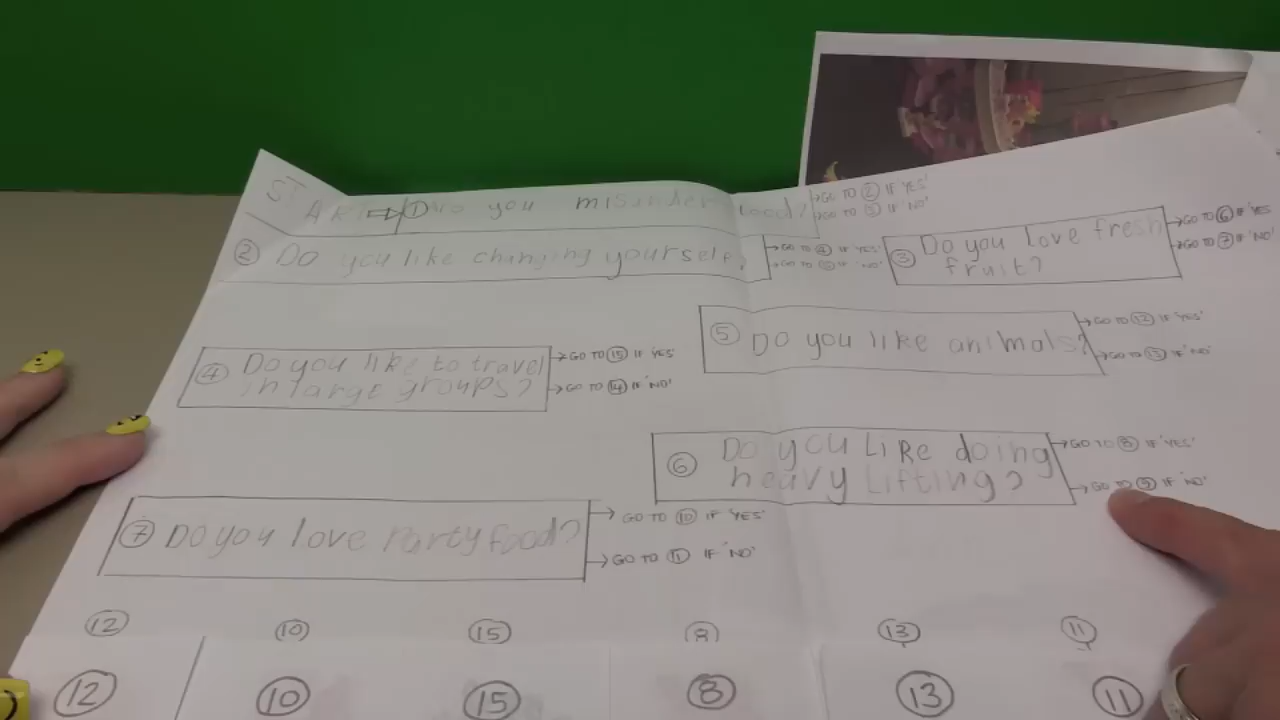 START ⇨ ① Do you misunder  food?
→ GO TO ② IF 'YES'
→ GO TO ③ IF 'NO'
② Do you like changing yourself?
→ GO TO ④ IF 'YES'
→ GO TO ⑤ IF 'NO'
③ Do you love fresh
fruit?
→ GO TO ⑥ IF 'YES
→ GO TO ⑦ IF 'NO'
④ Do you like to travel
in large groups?
→ GO TO ⑮ IF 'YES'
→ GO TO ⑭ IF 'NO'
⑤ Do you like animals?
→ GO TO ⑫ IF 'YES'
→ GO TO ⑬ IF 'NO'
⑥ Do you Like doing
heavy Lifting?
→ GO TO ⑧ IF 'YES'
→ GO TO ⑨ IF 'NO'
⑦ Do you love Party food?
→ GO TO ⑩ IF 'YES'
→ GO TO ⑪ IF 'NO'
⑫ ⑩ ⑮ ⑧ ⑬ ⑪
⑫ ⑩ ⑮ ⑧ ⑬ ⑪